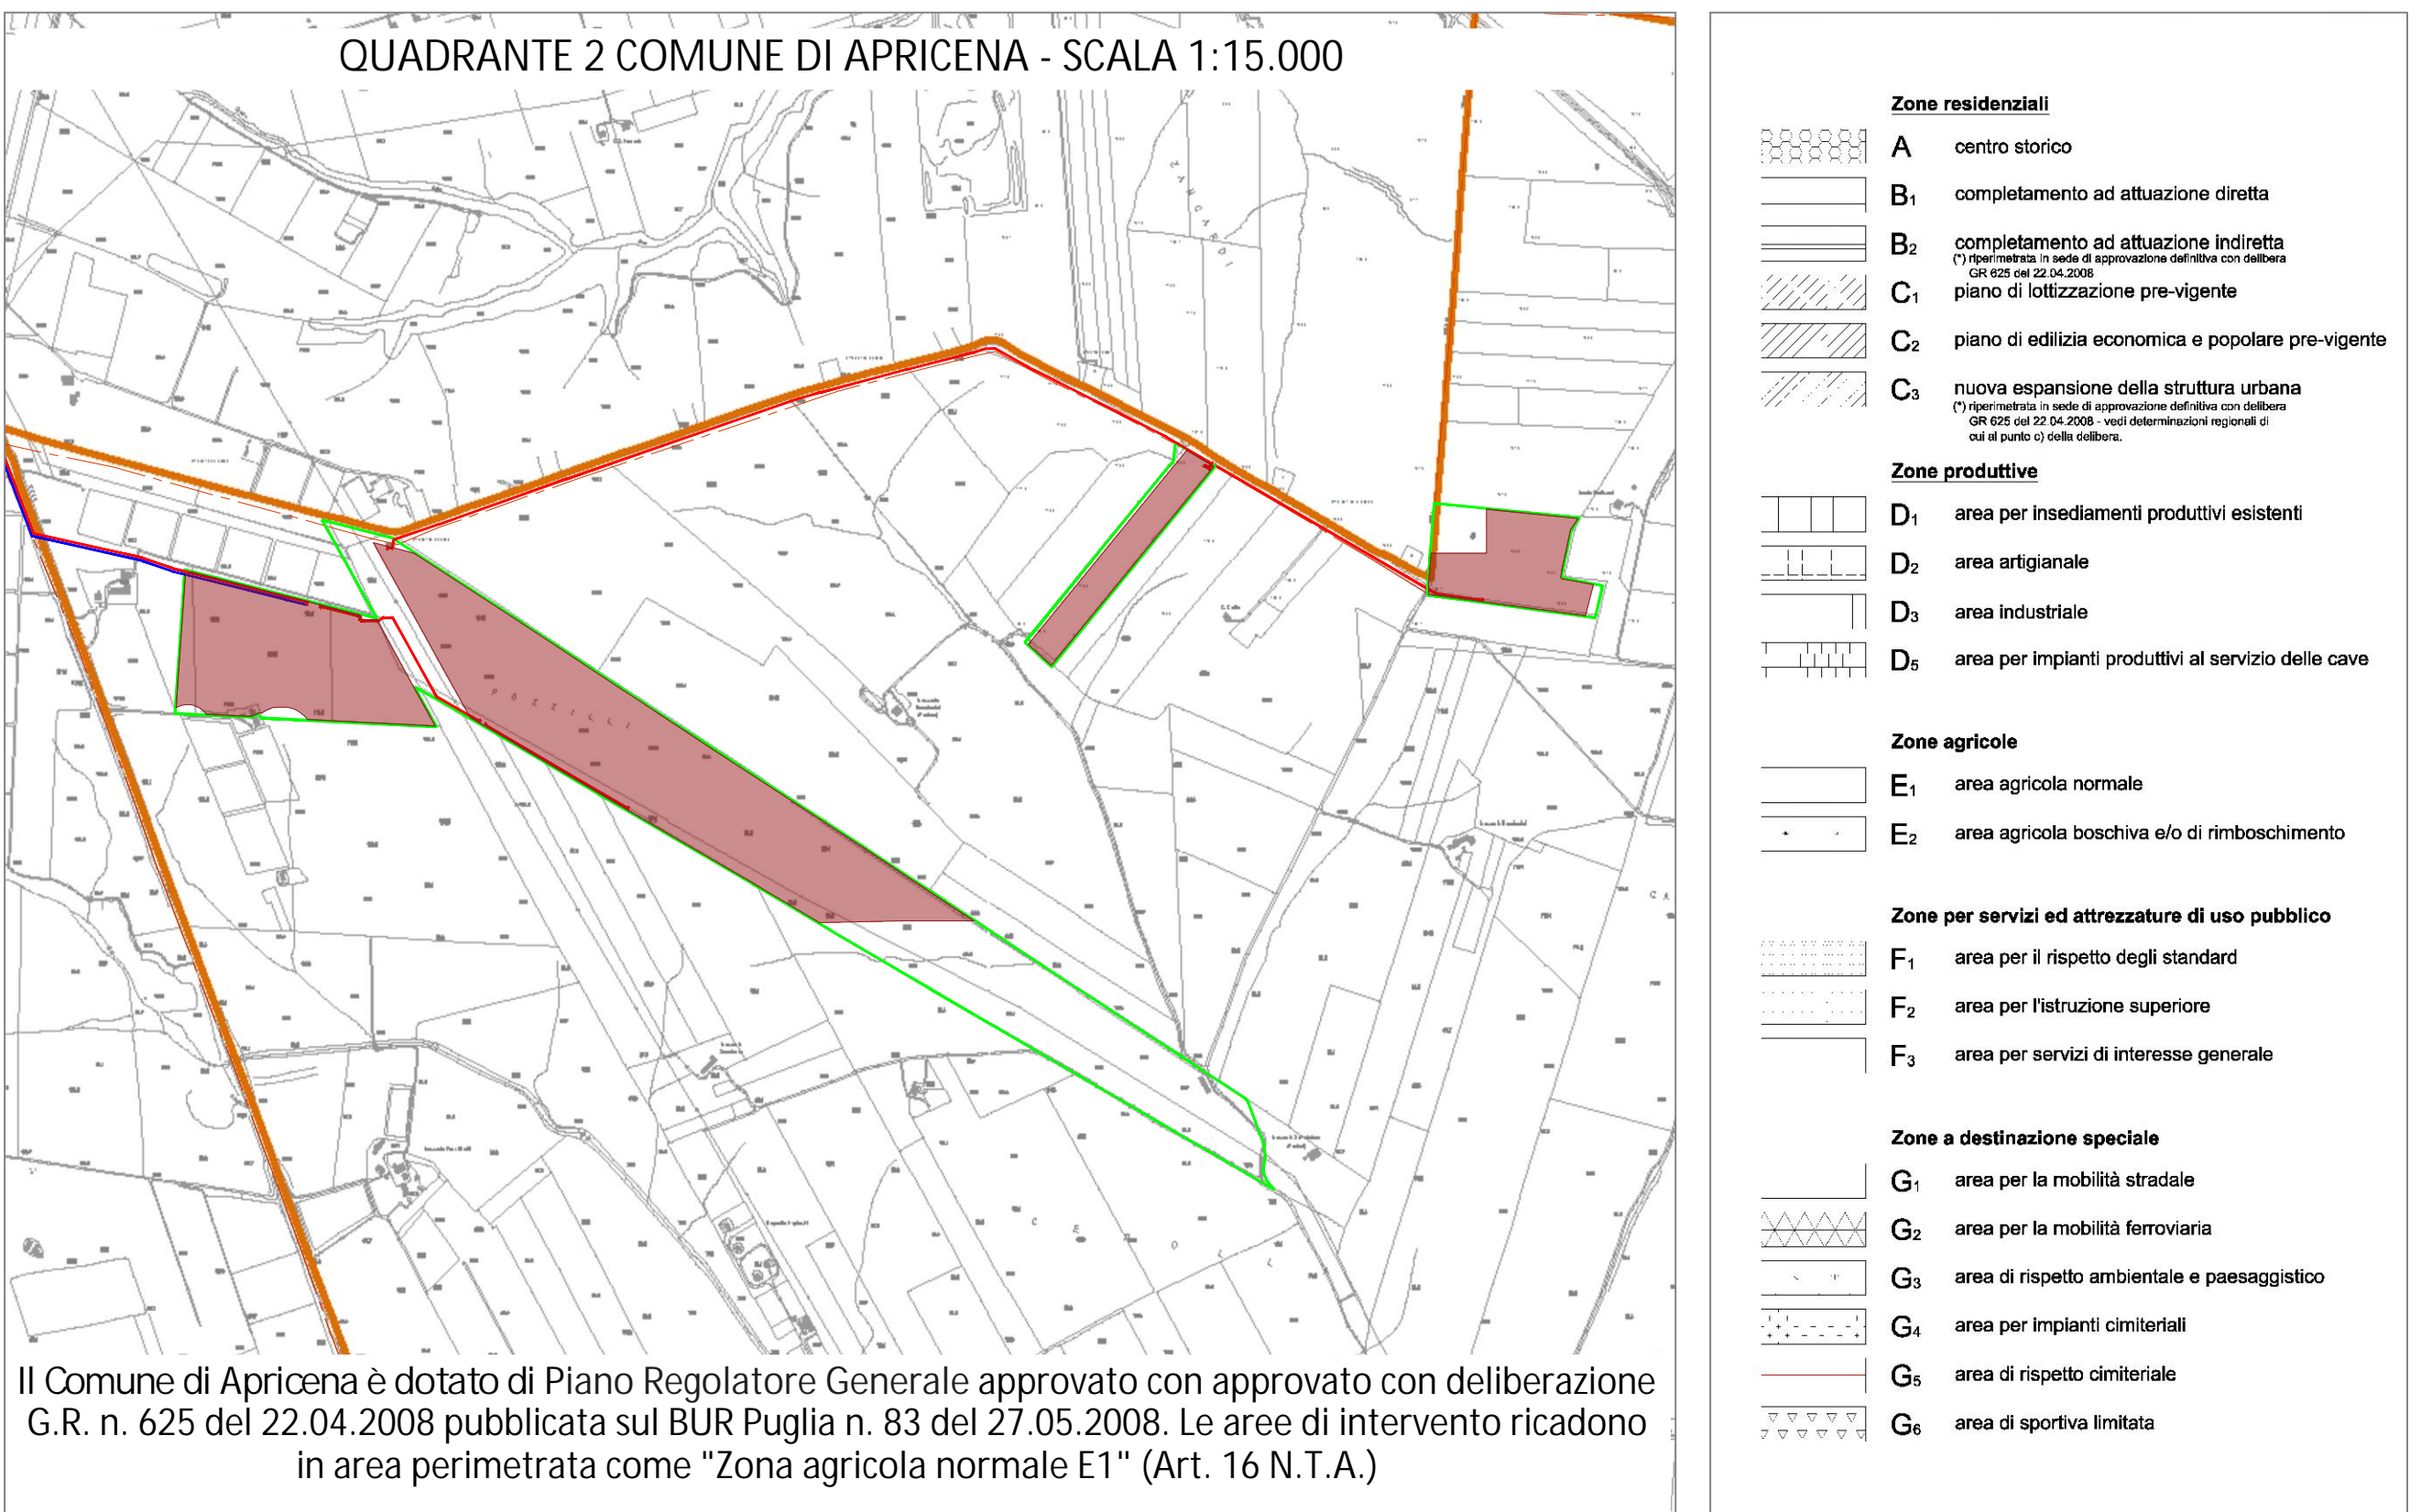 QUADRANTE 2 COMUNE DI APRICENA - SCALA 1:15.000
ZANGARDI
POZZILLI
Il Comune di Apricena è dotato di Piano Regolatore Generale approvato con approvato con deliberazione
G.R. n. 625 del 22.04.2008 pubblicata sul BUR Puglia n. 83 del 27.05.2008. Le aree di intervento ricadono
in area perimetrata come "Zona agricola normale E1" (Art. 16 N.T.A.)
Zone residenziali
A centro storico
B1 completamento ad attuazione diretta
B2 completamento ad attuazione indiretta
(*) riperimetrata in sede di approvazione definitiva con delibera
GR 625 del 22.04.2008
C1 piano di lottizzazione pre-vigente
C2 piano di edilizia economica e popolare pre-vigente
C3 nuova espansione della struttura urbana
(*) riperimetrata in sede di approvazione definitiva con delibera
GR 625 del 22.04.2008 - vedi determinazioni regionali di
cui al punto c) della delibera.
Zone produttive
D1 area per insediamenti produttivi esistenti
D2 area artigianale
D3 area industriale
D5 area per impianti produttivi al servizio delle cave
Zone agricole
E1 area agricola normale
E2 area agricola boschiva e/o di rimboschimento
Zone per servizi ed attrezzature di uso pubblico
F1 area per il rispetto degli standard
F2 area per l'istruzione superiore
F3 area per servizi di interesse generale
Zone a destinazione speciale
G1 area per la mobilità stradale
G2 area per la mobilità ferroviaria
G3 area di rispetto ambientale e paesaggistico
G4 area per impianti cimiteriali
G5 area di rispetto cimiteriale
G6 area di sportiva limitata